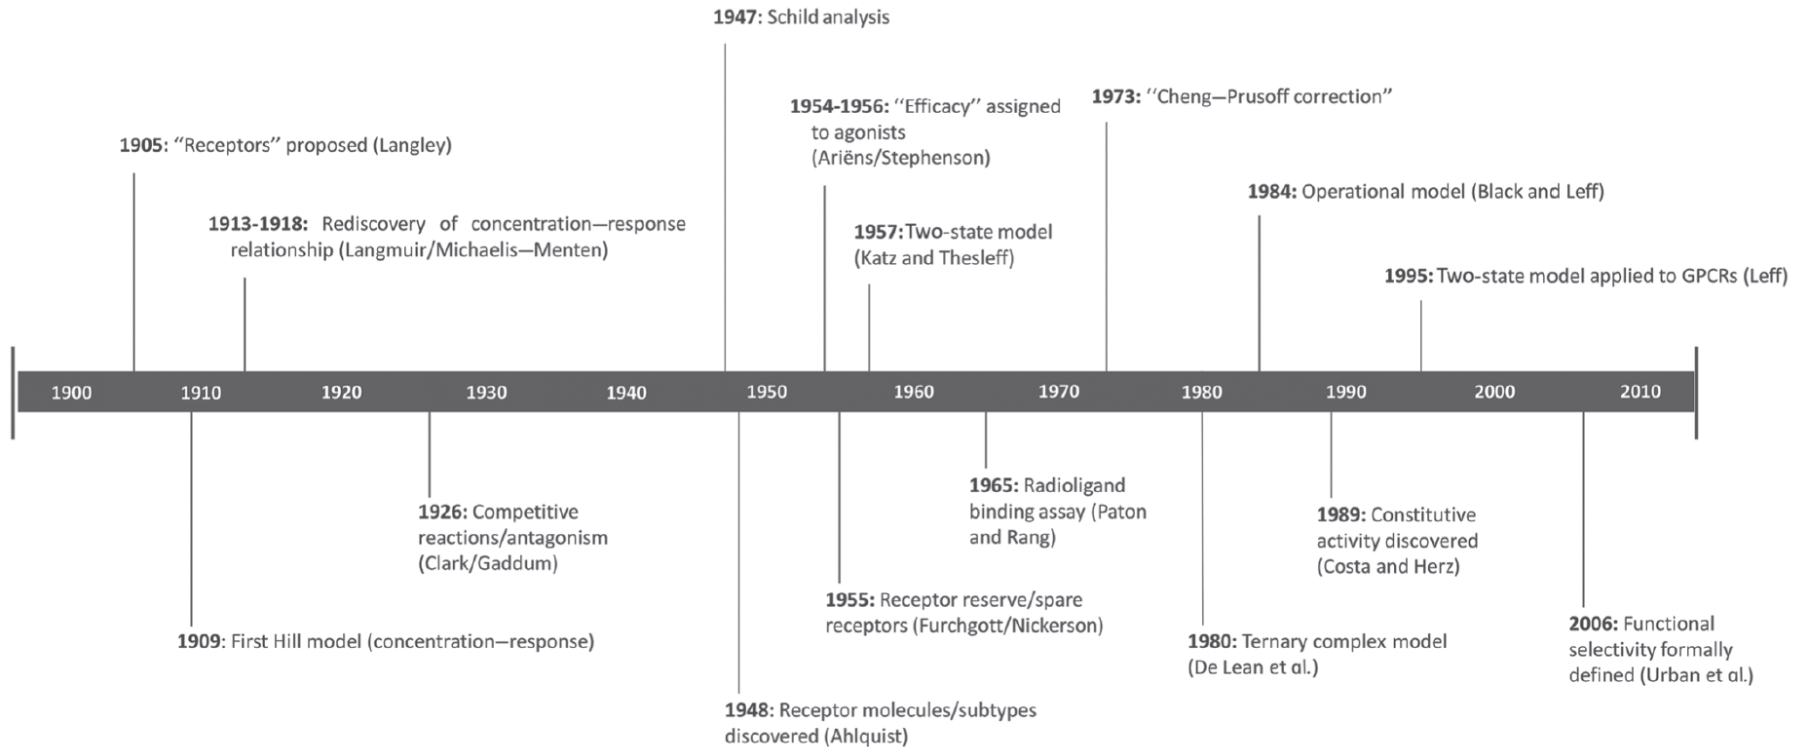 1947: Schild analysis
1954-1956: “Efficacy” assigned
to agonists
(Ariëns/Stephenson)
1973: “Cheng—Prusoff correction”
1905: “Receptors” proposed (Langley)
1984: Operational model (Black and Leff)
1913-1918: Rediscovery of concentration—response
relationship (Langmuir/Michaelis—Menten)
1957:Two-state model
(Katz and Thesleff)
1995: Two-state model applied to GPCRs (Leff)
1900 1910 1920 1930 1940 1950 1960 1970 1980 1990 2000 2010
1926: Competitive
reactions/antagonism
(Clark/Gaddum)
1965: Radioligand
binding assay (Paton
and Rang)
1989: Constitutive
activity discovered
(Costa and Herz)
1955: Receptor reserve/spare
receptors (Furchgott/Nickerson)
1909: First Hill model (concentration—response)
1980: Ternary complex model
(De Lean et al.)
2006: Functional
selectivity formally
defined (Urban et al.)
1948: Receptor molecules/subtypes
discovered (Ahlquist)